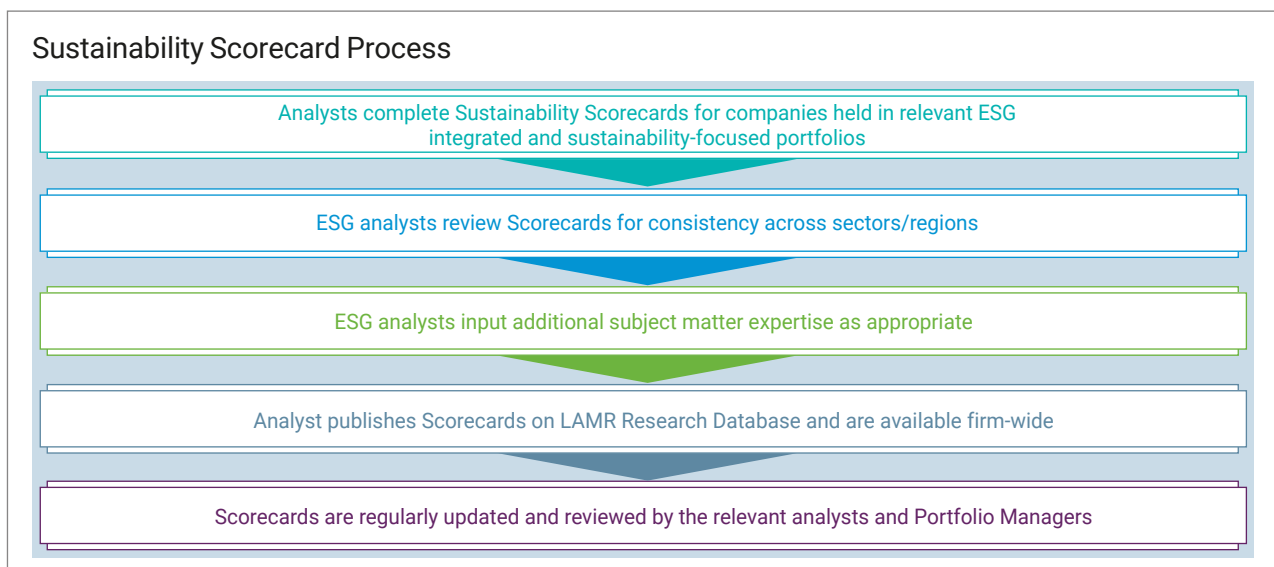 Sustainability Scorecard Process
Analysts complete Sustainability Scorecards for companies held in relevant ESG
integrated and sustainability-focused portfolios
ESG analysts review Scorecards for consistency across sectors/regions
ESG analysts input additional subject matter expertise as appropriate
Analyst publishes Scorecards on LAMR Research Database and are available firm-wide
Scorecards are regularly updated and reviewed by the relevant analysts and Portfolio Managers